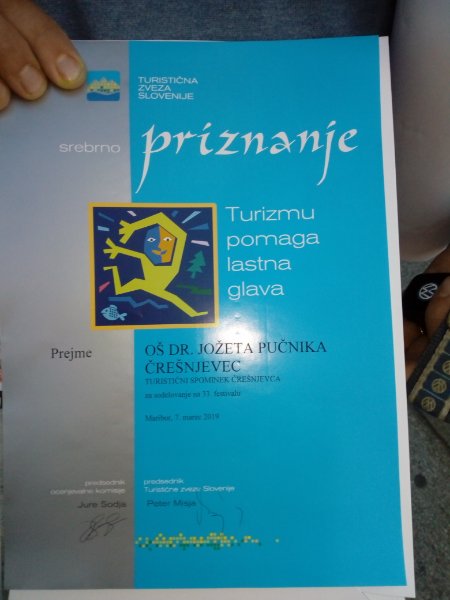 TURISTIČNA
ZVEZA
SLOVENIJE
srebrno priznanje
Turizmu
pomaga
lastna
glava
Prejme OŠ DR. JOŽETA PUČNIKA
ČREŠNJEVEC
TURISTIČNI SPOMINEK ČREŠNJEVCA
za sodelovanje na 33. festivalu
Maribor, 7. marec 2019
predsednik
ocenjevalne komisije
Jure Sodja
predsednik
Turistične zveze Slovenije
Peter Misja